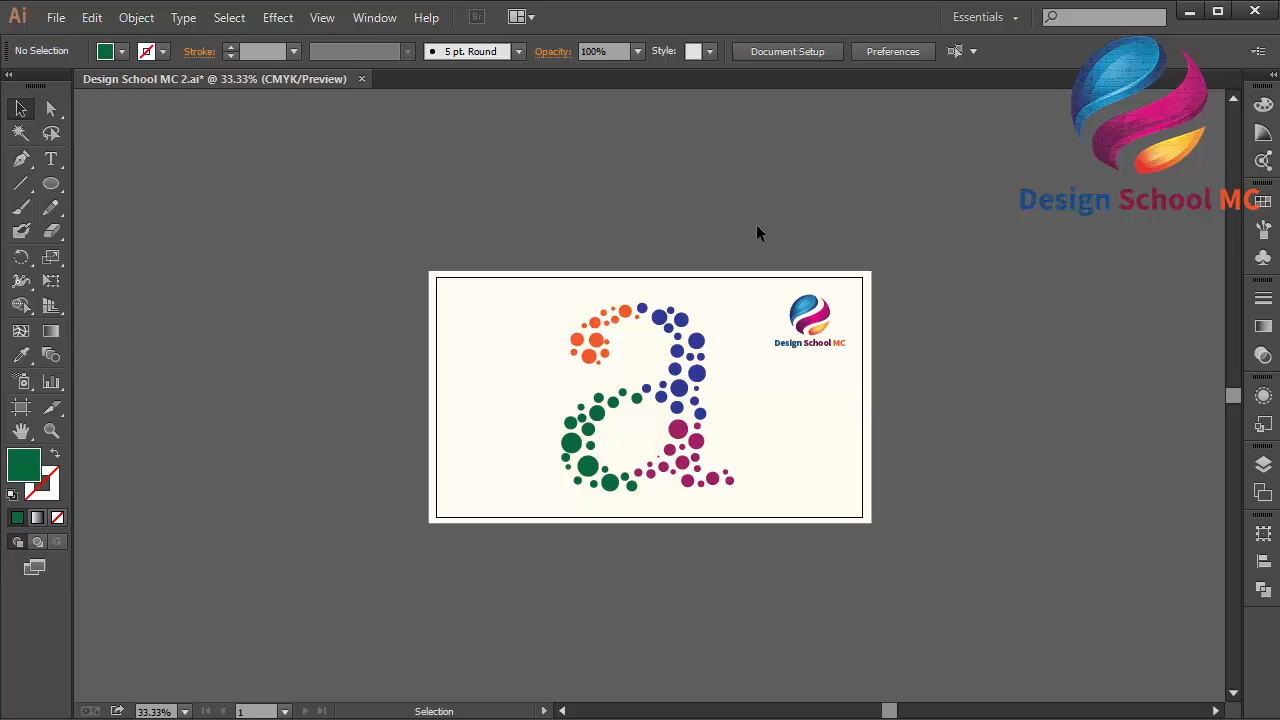 Ai File Edit Object Type Select Effect View Window Help Br Essentials
No Selection Stroke: 5 pt. Round Opacity: 100% Style: Document Setup Preferences
Design School MC 2.ai* @ 33.33% (CMYK/Preview)
Design School MC
a
Design School MC
T
33.33% 1 Selection